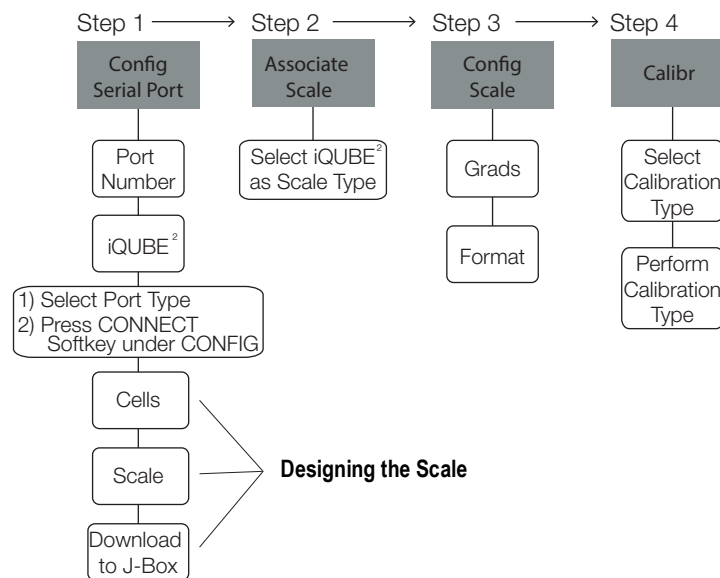 Step 1
Step 2
Step 3
Step 4
Config
Serial Port
Associate
Scale
Config
Scale
Calibr
Port
Number
iQUBE²
1) Select Port Type
2) Press CONNECT
Softkey under CONFIG
Cells
Scale
Download
to J-Box
Designing the Scale
Select iQUBE²
as Scale Type
Grads
Format
Select
Calibration
Type
Perform
Calibration
Type